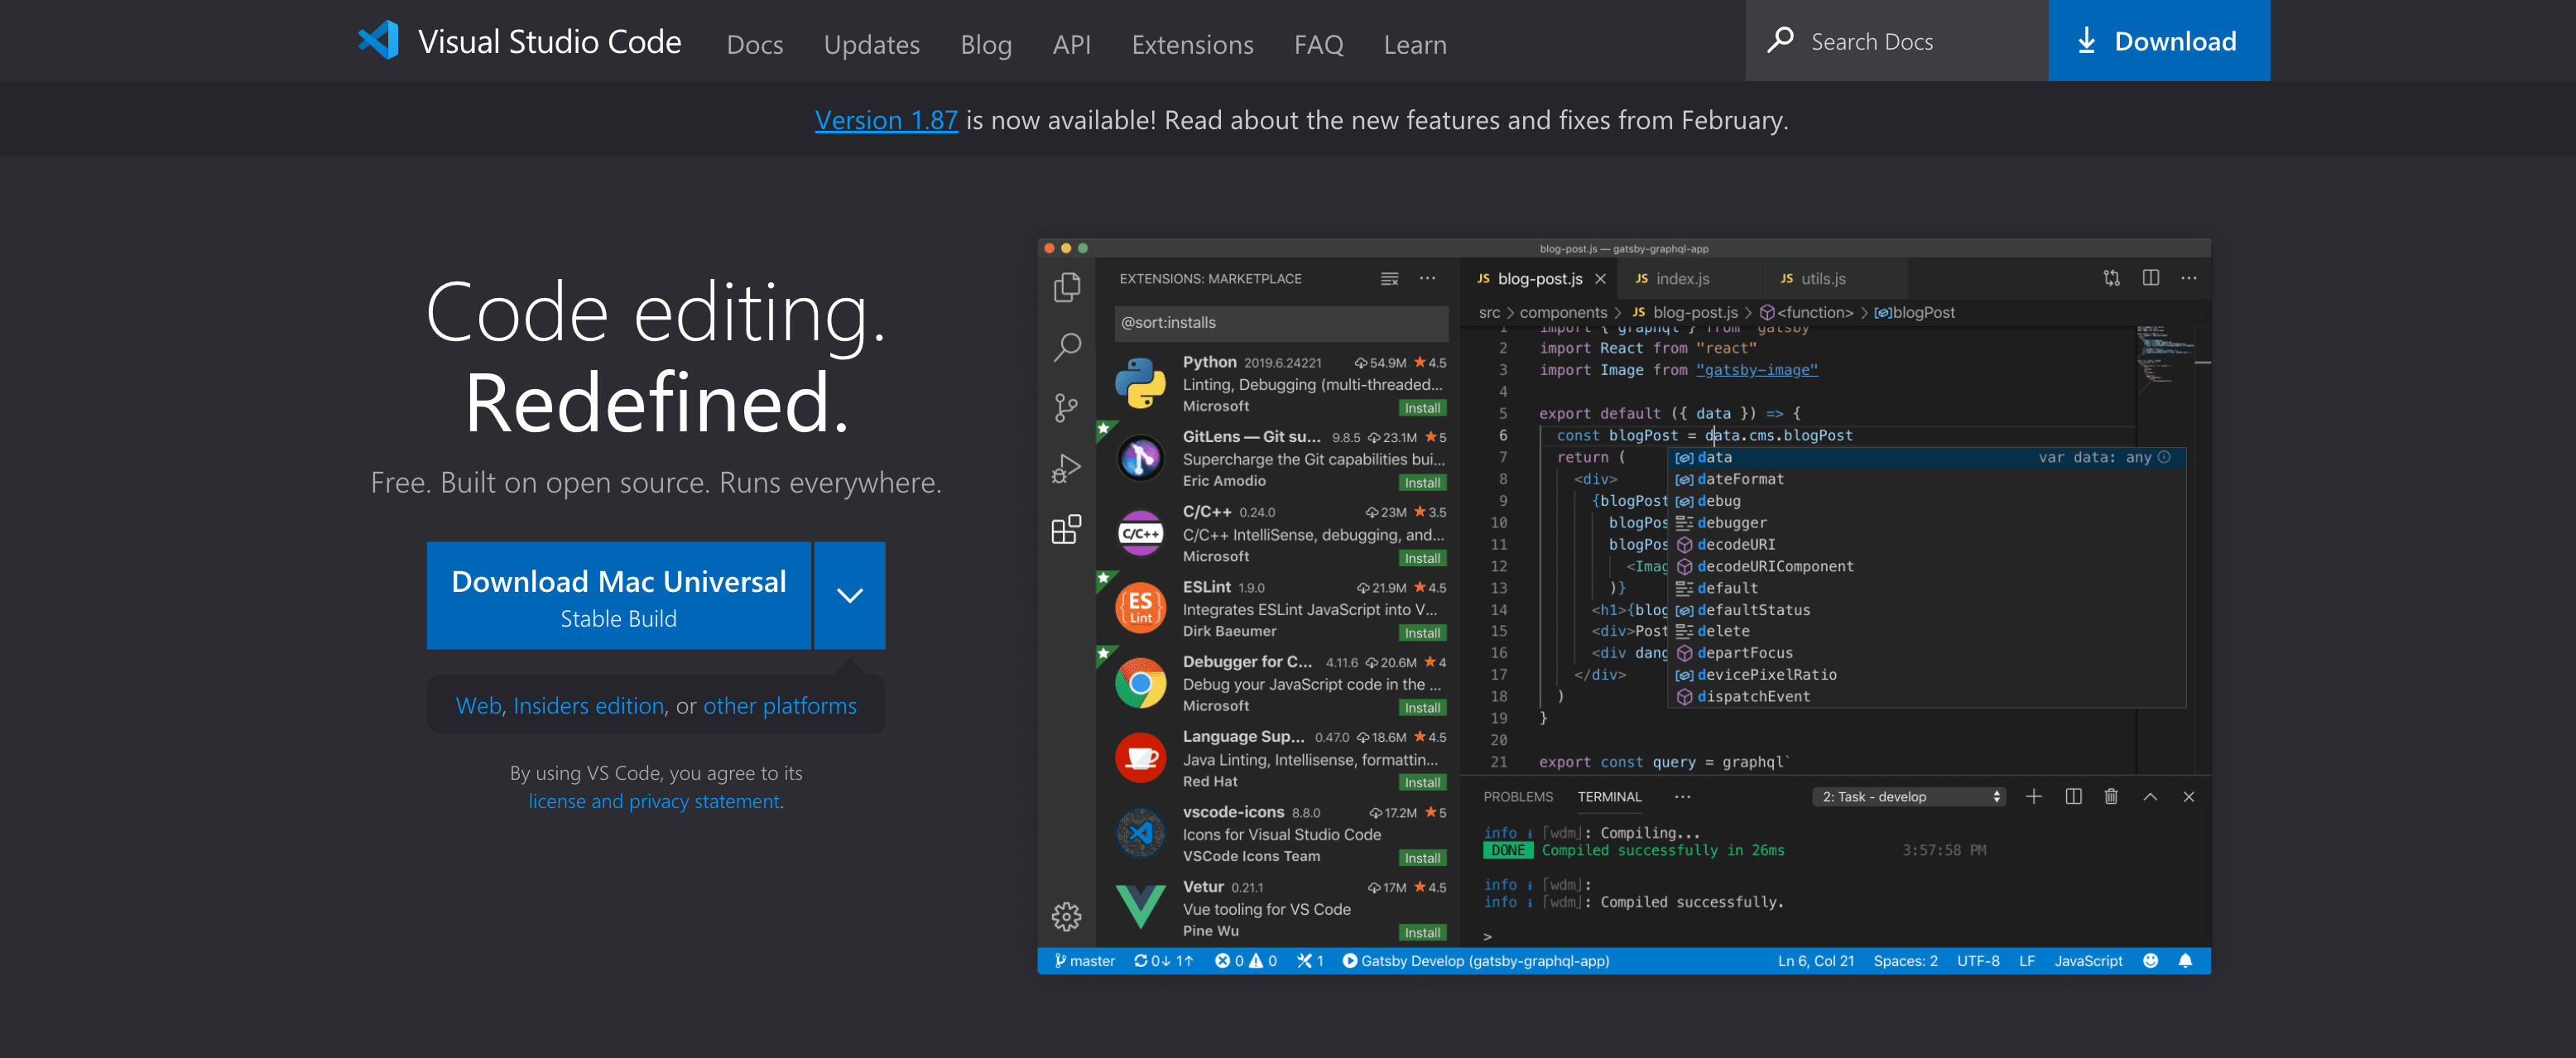 Visual Studio Code
Docs
Updates
Blog
API
Extensions
FAQ
Learn
Search Docs
Download
Version 1.87 is now available! Read about the new features and fixes from February.
Code editing.
Redefined.
Free. Built on open source. Runs everywhere.
Download Mac Universal
Stable Build
Web, Insiders edition, or other platforms
By using VS Code, you agree to its
license and privacy statement.
blog-post.js — gatsby-graphql-app
EXTENSIONS: MARKETPLACE
@sort:installs
Python 2019.6.24221 54.9M 4.5
Linting, Debugging (multi-threaded...
Microsoft
Install
GitLens — Git su... 9.8.5 23.1M 5
Supercharge the Git capabilities bui...
Eric Amodio
Install
C/C++
C/C++ 0.24.0 23M 3.5
C/C++ IntelliSense, debugging, and...
Microsoft
Install
ES
Lint
ESLint 1.9.0 21.9M 4.5
Integrates ESLint JavaScript into V...
Dirk Baeumer
Install
Debugger for C... 4.11.6 20.6M 4
Debug your JavaScript code in the ...
Microsoft
Install
Language Sup... 0.47.0 18.6M 4.5
Java Linting, Intellisense, formattin...
Red Hat
Install
vscode-icons 8.8.0 17.2M 5
Icons for Visual Studio Code
VSCode Icons Team
Install
Vetur 0.21.1 17M 4.5
Vue tooling for VS Code
Pine Wu
Install
JS blog-post.js
JS index.js
JS utils.js
src > components > JS blog-post.js > <function> > blogPost
1 import { graphql } from "gatsby"
2 import React from "react"
3 import Image from "gatsby-image"
4
5 export default ({ data }) => {
6 const blogPost = data.cms.blogPost
7 return (
8 <div>
9 {blogPost
10 blogPos
11 blogPos
12 <Imag
13 )}
14 <h1>{blog
15 <div>Post
16 <div dang
17 </div>
18 )
19 }
20
21 export const query = graphql`
data var data: any
dateFormat
debug
debugger
decodeURI
decodeURIComponent
default
defaultStatus
delete
departFocus
devicePixelRatio
dispatchEvent
PROBLEMS
TERMINAL
...
2: Task - develop
info i ｢wdm｣: Compiling...
DONE Compiled successfully in 26ms 3:57:58 PM
info i ｢wdm｣:
info i ｢wdm｣: Compiled successfully.
>
master 0↓ 1↑ 0 0 1 Gatsby Develop (gatsby-graphql-app)
Ln 6, Col 21 Spaces: 2 UTF-8 LF JavaScript